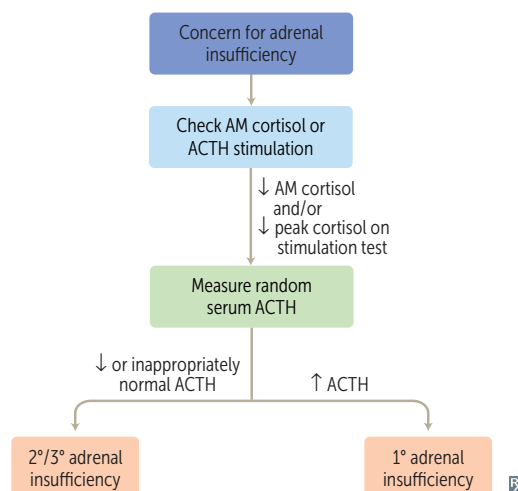 Concern for adrenal
insufficiency
Check AM cortisol or
ACTH stimulation
↓ AM cortisol
and/or
↓ peak cortisol on
stimulation test
Measure random
serum ACTH
↓ or inappropriately
normal ACTH
↑ ACTH
2°/3° adrenal
insufficiency
1° adrenal
insufficiency